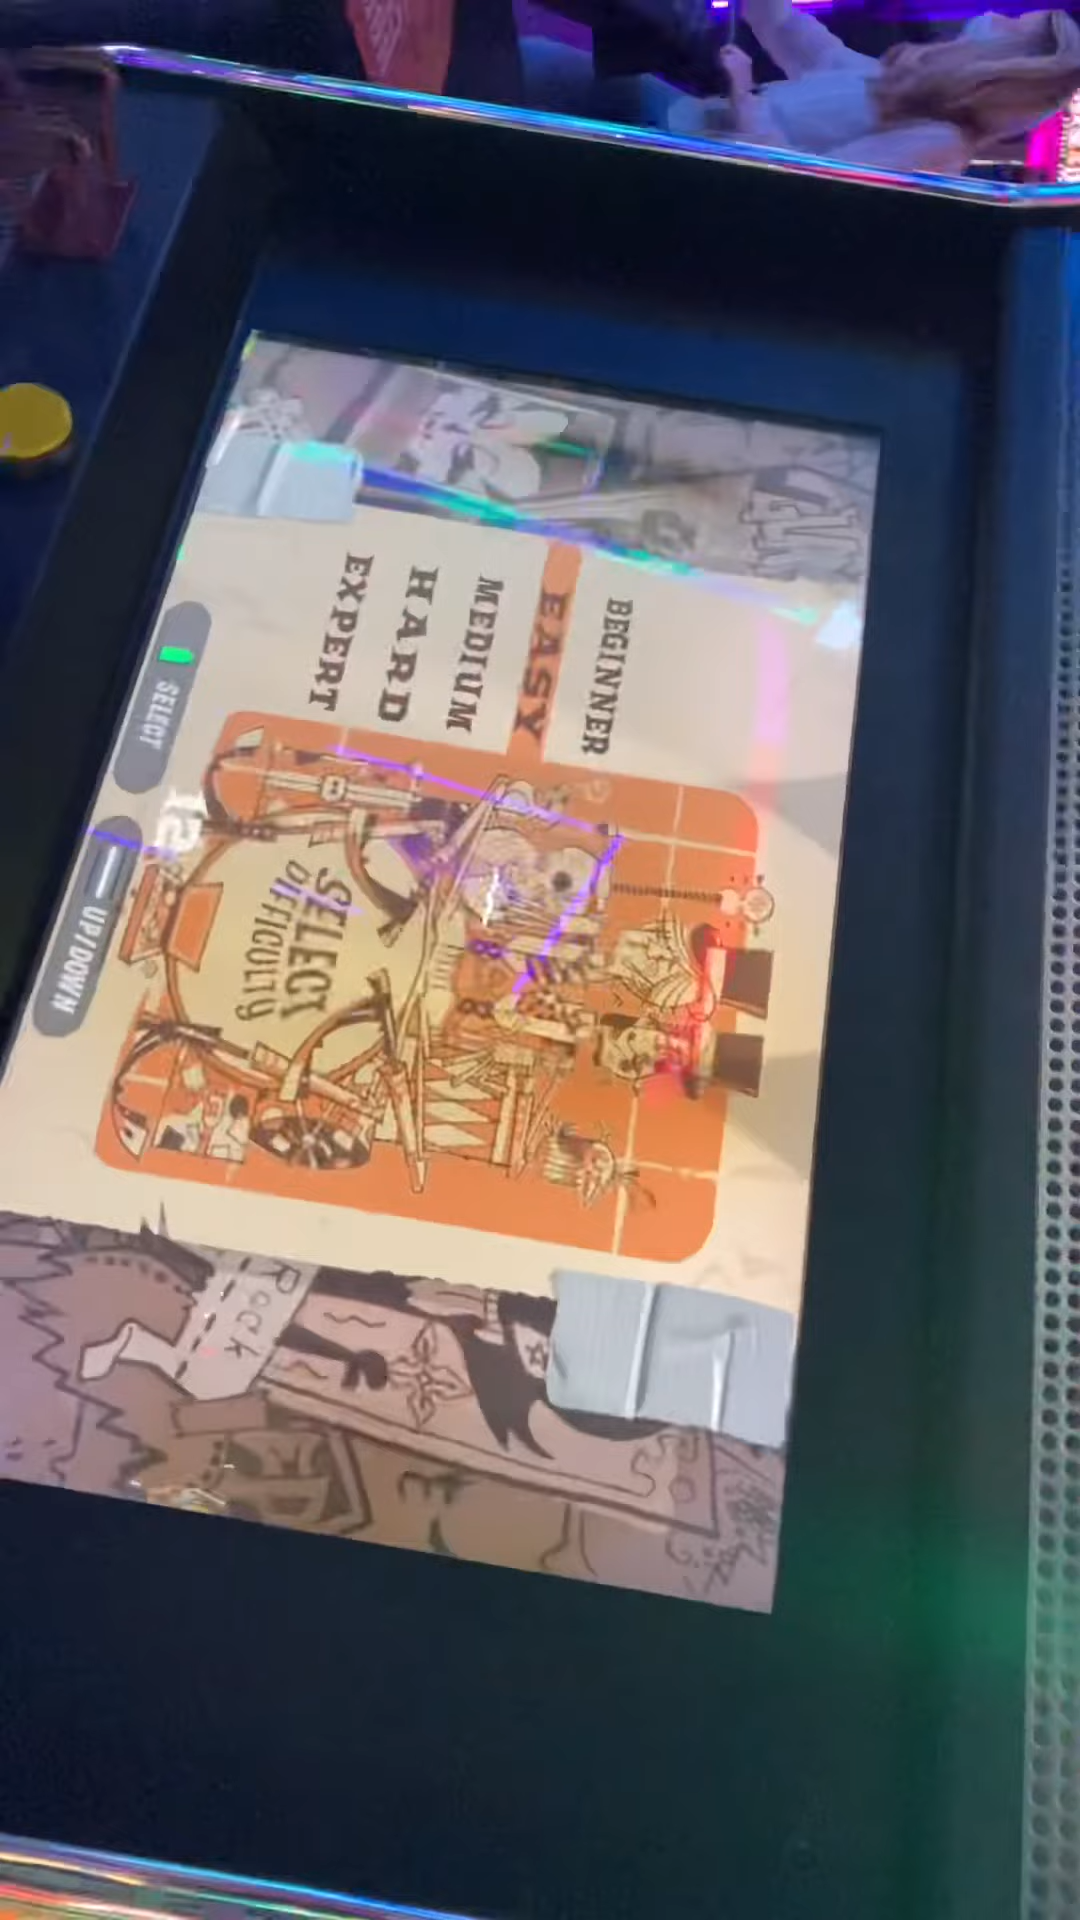 BEGINNER
EASY
MEDIUM
HARD
EXPERT
SELECT
DIFFICULTY
12
SELECT
UP/DOWN
Rock